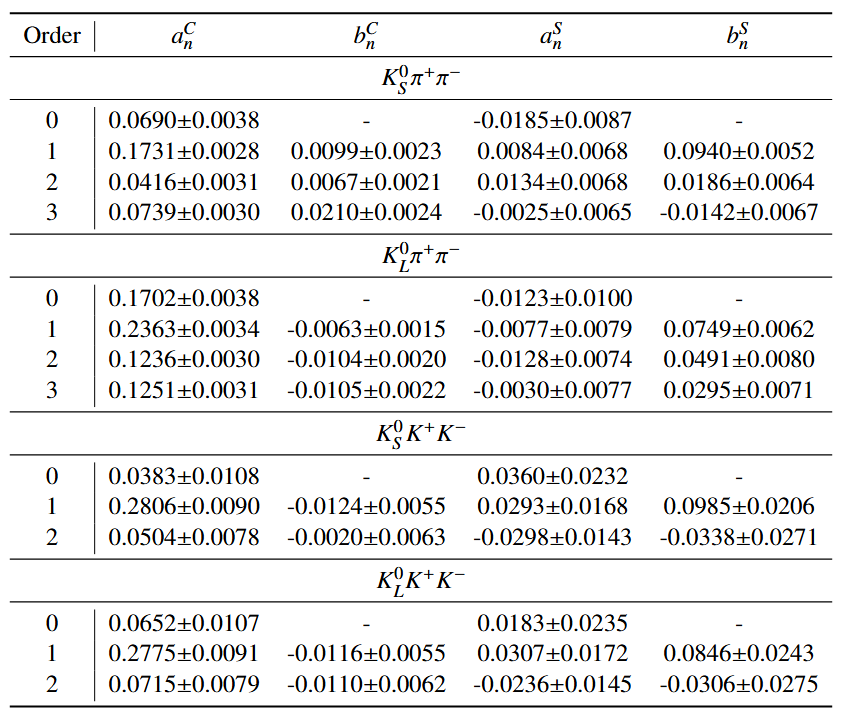 Order a_n^C b_n^C a_n^S b_n^S
K_S^0π^+π^−
0 0.0690±0.0038 - -0.0185±0.0087 -
1 0.1731±0.0028 0.0099±0.0023 0.0084±0.0068 0.0940±0.0052
2 0.0416±0.0031 0.0067±0.0021 0.0134±0.0068 0.0186±0.0064
3 0.0739±0.0030 0.0210±0.0024 -0.0025±0.0065 -0.0142±0.0067
K_L^0π^+π^−
0 0.1702±0.0038 - -0.0123±0.0100 -
1 0.2363±0.0034 -0.0063±0.0015 -0.0077±0.0079 0.0749±0.0062
2 0.1236±0.0030 -0.0104±0.0020 -0.0128±0.0074 0.0491±0.0080
3 0.1251±0.0031 -0.0105±0.0022 -0.0030±0.0077 0.0295±0.0071
K_S^0K^+K^−
0 0.0383±0.0108 - 0.0360±0.0232 -
1 0.2806±0.0090 -0.0124±0.0055 0.0293±0.0168 0.0985±0.0206
2 0.0504±0.0078 -0.0020±0.0063 -0.0298±0.0143 -0.0338±0.0271
K_L^0K^+K^−
0 0.0652±0.0107 - 0.0183±0.0235 -
1 0.2775±0.0091 -0.0116±0.0055 0.0307±0.0172 0.0846±0.0243
2 0.0715±0.0079 -0.0110±0.0062 -0.0236±0.0145 -0.0306±0.0275